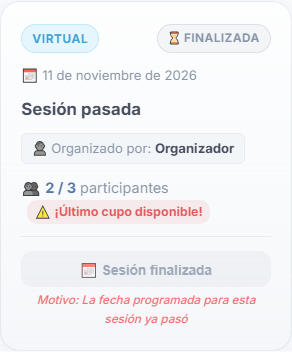 VIRTUAL
⏳ FINALIZADA
📅 11 de noviembre de 2026
Sesión pasada
👤 Organizado por: Organizador
👥 2 / 3 participantes
⚠️ ¡Último cupo disponible!
📅 Sesión finalizada
Motivo: La fecha programada para esta
sesión ya pasó